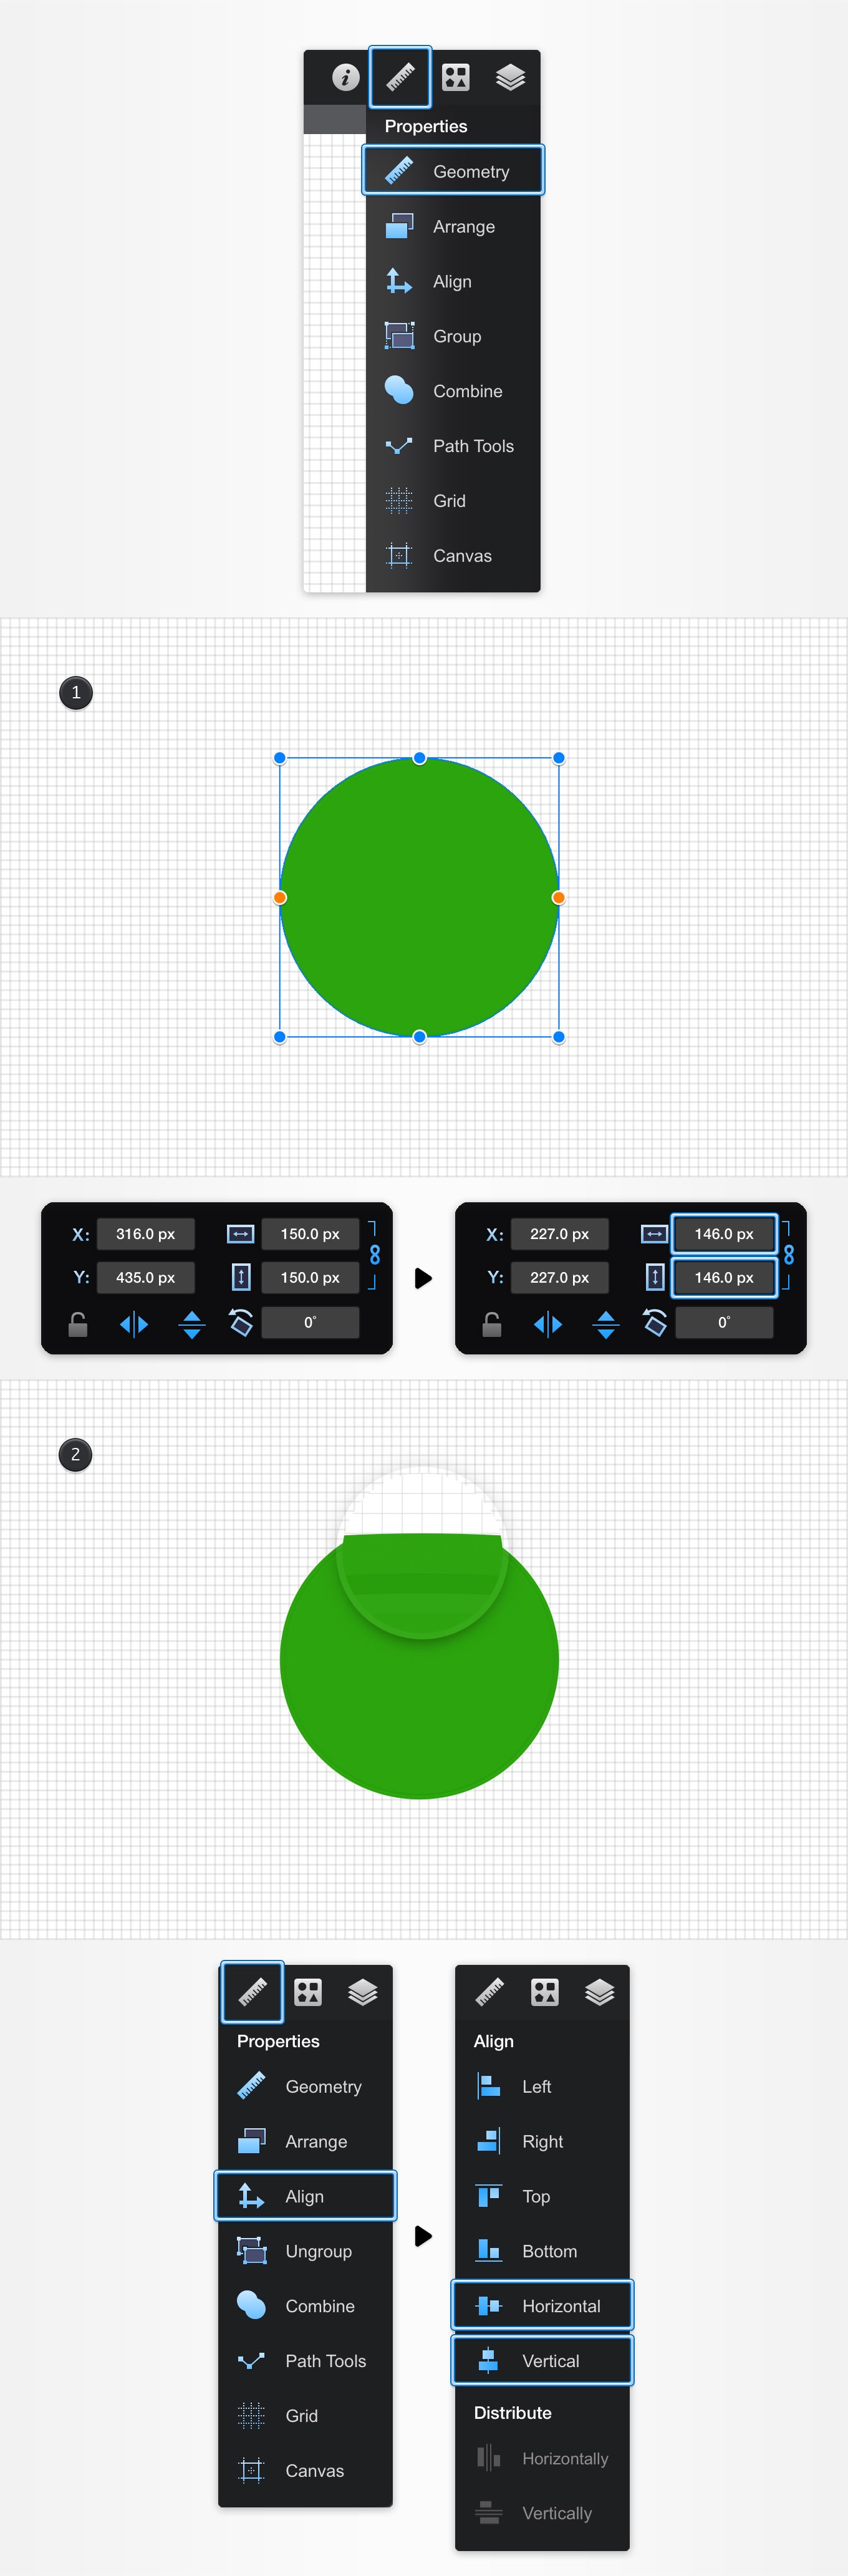 Properties
Geometry
Arrange
Align
Group
Combine
Path Tools
Grid
Canvas
1
X: 316.0 px 150.0 px
Y: 435.0 px 150.0 px
0°
X: 227.0 px 146.0 px
Y: 227.0 px 146.0 px
0°
2
Properties
Geometry
Arrange
Align
Ungroup
Combine
Path Tools
Grid
Canvas
Align
Left
Right
Top
Bottom
Horizontal
Vertical
Distribute
Horizontally
Vertically